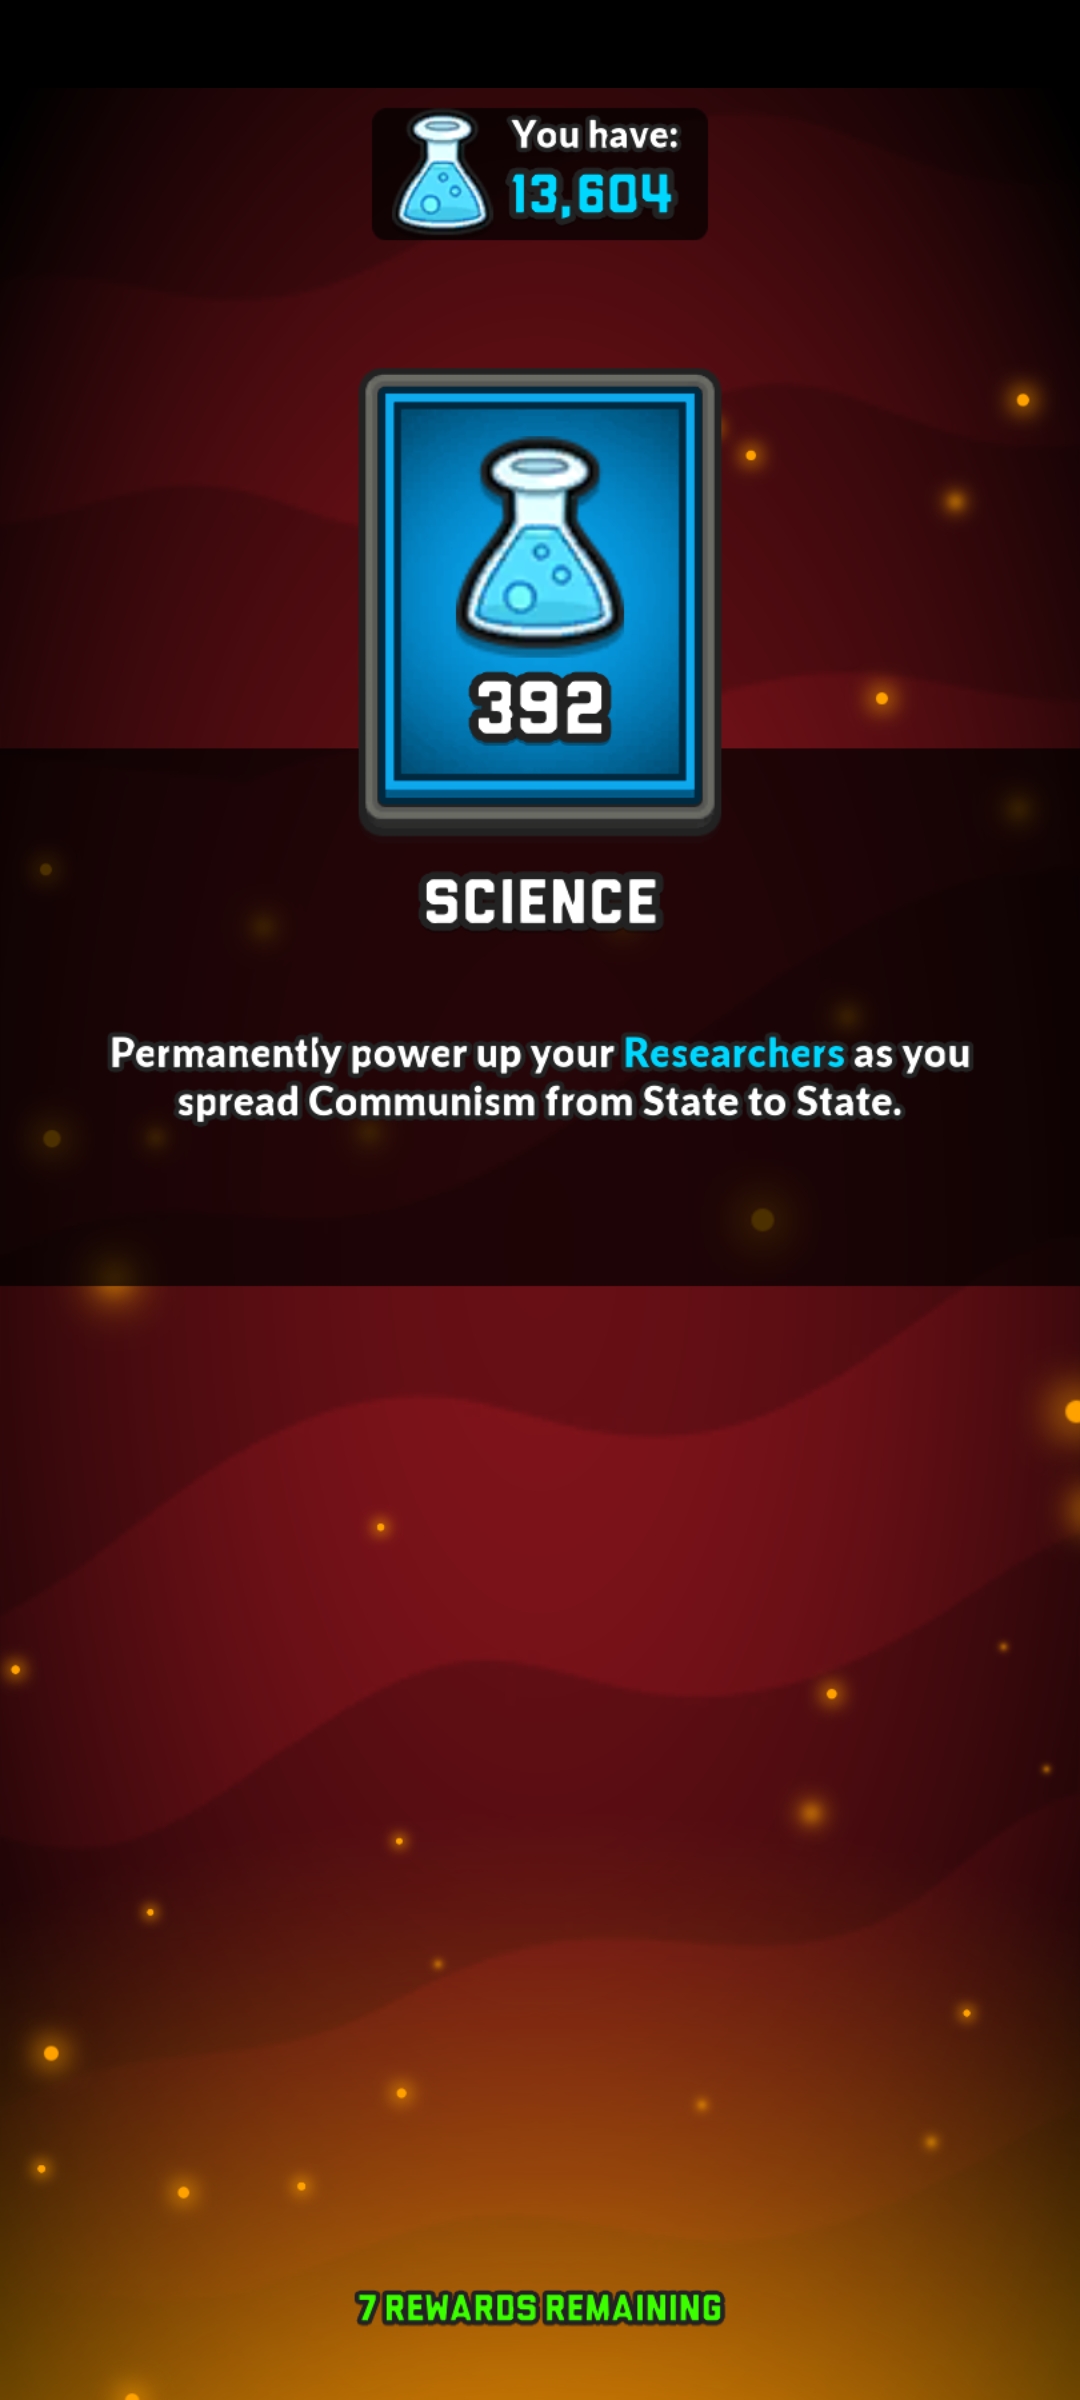 You have:
13,604
392
SCIENCE
Permanently power up your Researchers as you
spread Communism from State to State.
7 REWARDS REMAINING